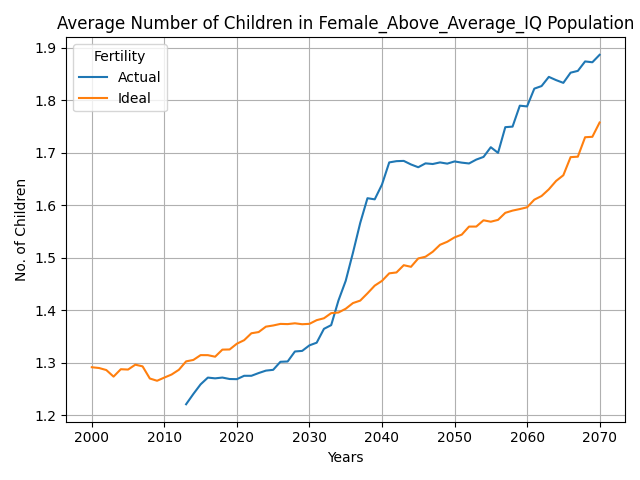 Average Number of Children in Female_Above_Average_IQ Population
Fertility
Actual
Ideal
No. of Children
1.9
1.8
1.7
1.6
1.5
1.4
1.3
1.2
2000 2010 2020 2030 2040 2050 2060 2070
Years